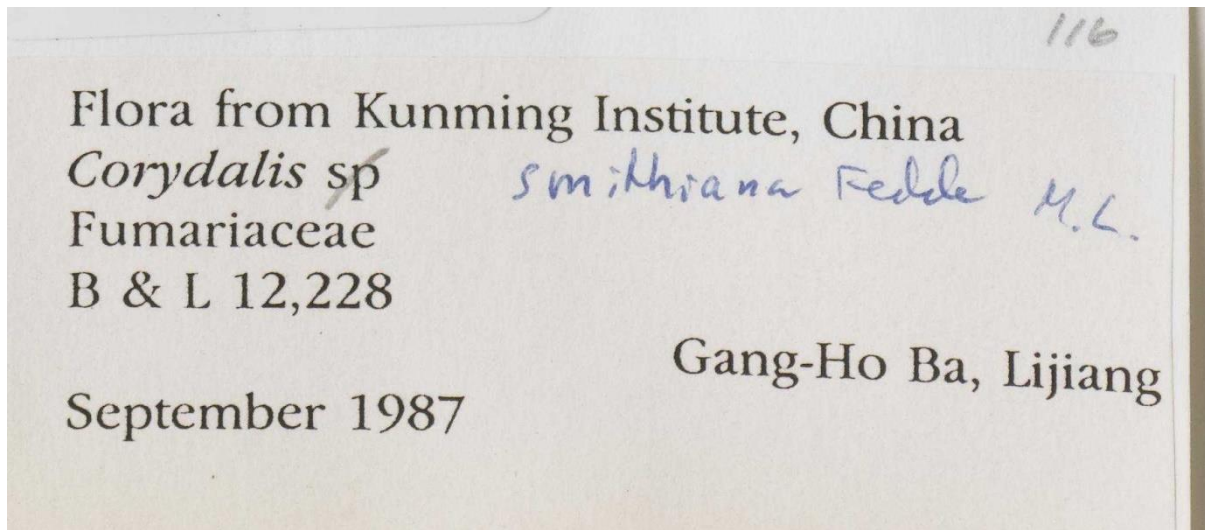 116
Flora from Kunming Institute, China
Corydalis sp smithiana Fedde M.L.
Fumariaceae
B & L 12,228
Gang-Ho Ba, Lijiang
September 1987